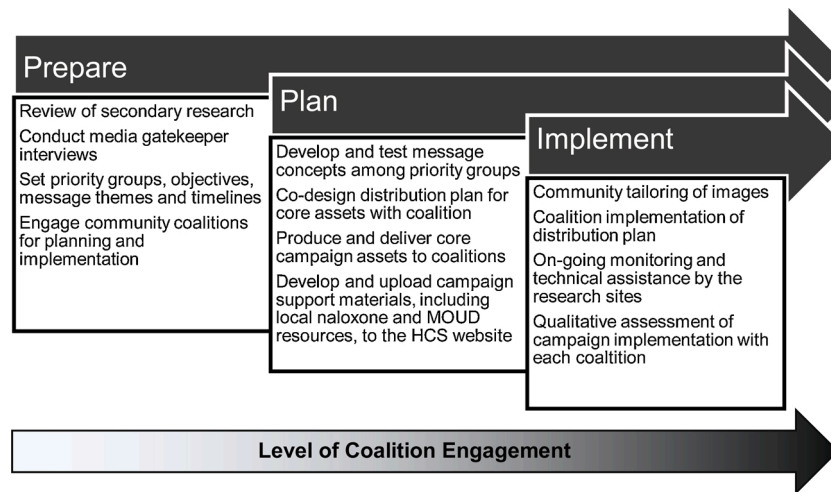 Prepare
Review of secondary research
Conduct media gatekeeper
interviews
Set priority groups, objectives,
message themes and timelines
Engage community coalitions
for planning and
implementation
Plan
Develop and test message
concepts among priority groups
Co-design distribution plan for
core assets with coalition
Produce and deliver core
campaign assets to coalitions
Develop and upload campaign
support materials, including
local naloxone and MOUD
resources, to the HCS website
Implement
Community tailoring of images
Coalition implementation of
distribution plan
On-going monitoring and
technical assistance by the
research sites
Qualitative assessment of
campaign implementation with
each coaltition
Level of Coalition Engagement